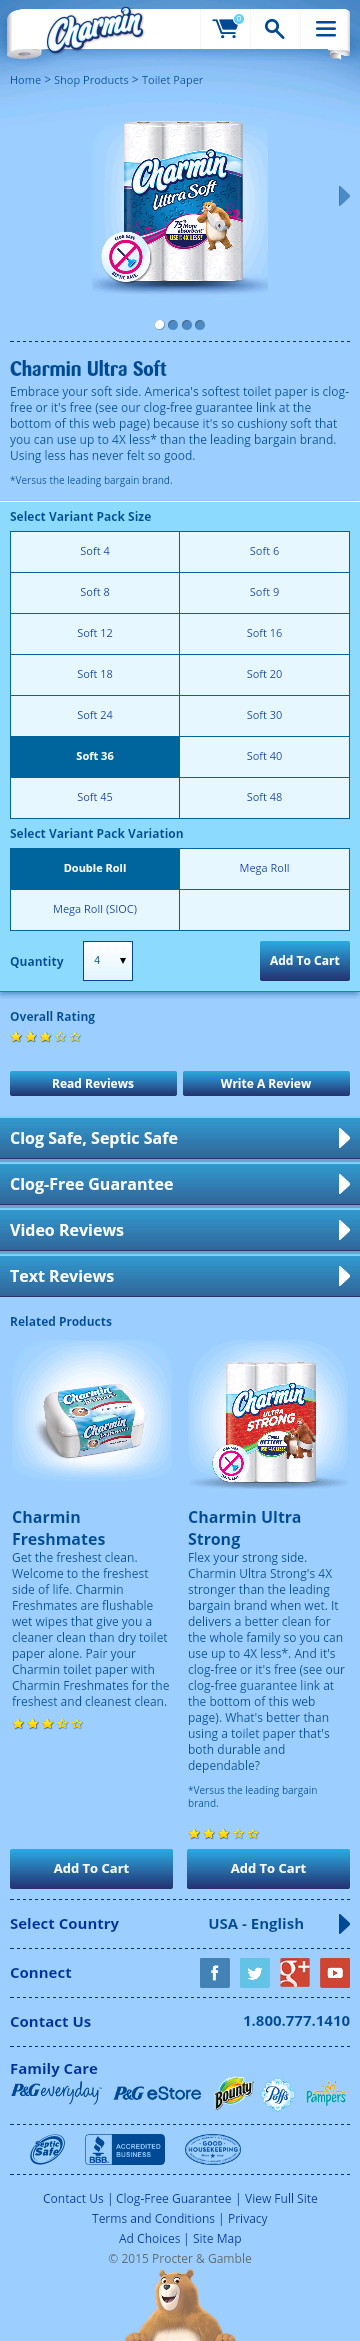 Charmin
0
Home > Shop Products > Toilet Paper
Charmin
Ultra Soft
75% More
absorbent*
USE 4X LESS!
CLOG SAFE
SEPTIC SAFE
Charmin Ultra Soft
Embrace your soft side. America's softest toilet paper is clog-
free or it's free (see our clog-free guarantee link at the
bottom of this web page) because it's so cushiony soft that
you can use up to 4X less* than the leading bargain brand.
Using less has never felt so good.
*Versus the leading bargain brand.
Select Variant Pack Size
Soft 4 Soft 6
Soft 8 Soft 9
Soft 12 Soft 16
Soft 18 Soft 20
Soft 24 Soft 30
Soft 36 Soft 40
Soft 45 Soft 48
Select Variant Pack Variation
Double Roll Mega Roll
Mega Roll (SIOC)
Quantity 4 Add To Cart
Overall Rating
Read Reviews Write A Review
Clog Safe, Septic Safe
Clog-Free Guarantee
Video Reviews
Text Reviews
Related Products
Charmin
Charmin
Charmin
ULTRA
STRONG
Charmin
Freshmates
Get the freshest clean.
Welcome to the freshest
side of life. Charmin
Freshmates are flushable
wet wipes that give you a
cleaner clean than dry toilet
paper alone. Pair your
Charmin toilet paper with
Charmin Freshmates for the
freshest and cleanest clean.
Charmin Ultra
Strong
Flex your strong side.
Charmin Ultra Strong's 4X
stronger than the leading
bargain brand when wet. It
delivers a better clean for
the whole family so you can
use up to 4X less*. And it's
clog-free or it's free (see our
clog-free guarantee link at
the bottom of this web
page). What's better than
using a toilet paper that's
both durable and
dependable?
*Versus the leading bargain
brand.
Add To Cart Add To Cart
Select Country USA - English
Connect f g+
Contact Us 1.800.777.1410
Family Care
P&G everyday P&G eStore Bounty Puffs Pampers
Septic Safe BBB. ACCREDITED BUSINESS GOOD HOUSEKEEPING
Contact Us | Clog-Free Guarantee | View Full Site
Terms and Conditions | Privacy
Ad Choices | Site Map
© 2015 Procter & Gamble